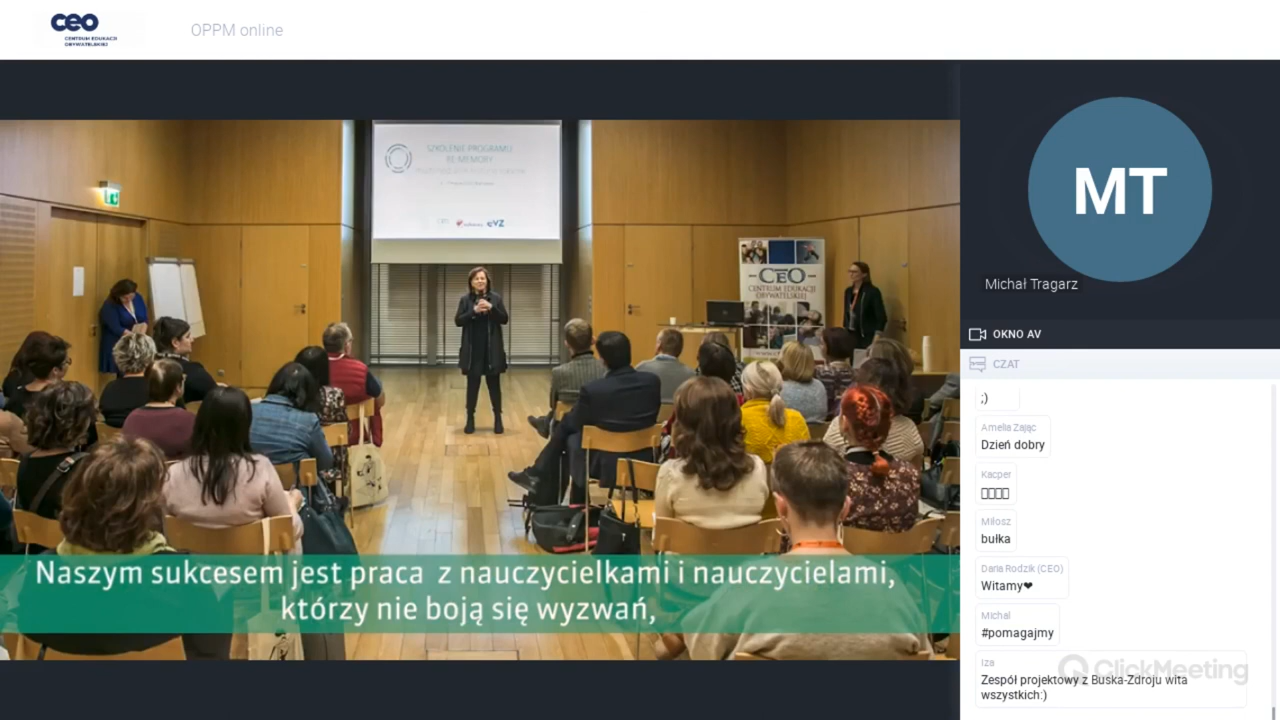 ceo
CENTRUM EDUKACJI
OBYWATELSKIEJ
OPPM online
SZKOLENIE PROGRAMU
RE-MEMORY
evz
CEO
CENTRUM EDUKACJI
OBYWATELSKIEJ
Naszym sukcesem jest praca z nauczycielkami i nauczycielami,
którzy nie boją się wyzwań,
MT
Michał Tragarz
OKNO AV
CZAT
;)
Amelia Zając
Dzień dobry
Kacper
Miłosz
bułka
Daria Rodzik (CEO)
Witamy❤
Michał
#pomagajmy
Iza
Zespół projektowy z Buska-Zdroju wita
wszystkich:)
ClickMeeting